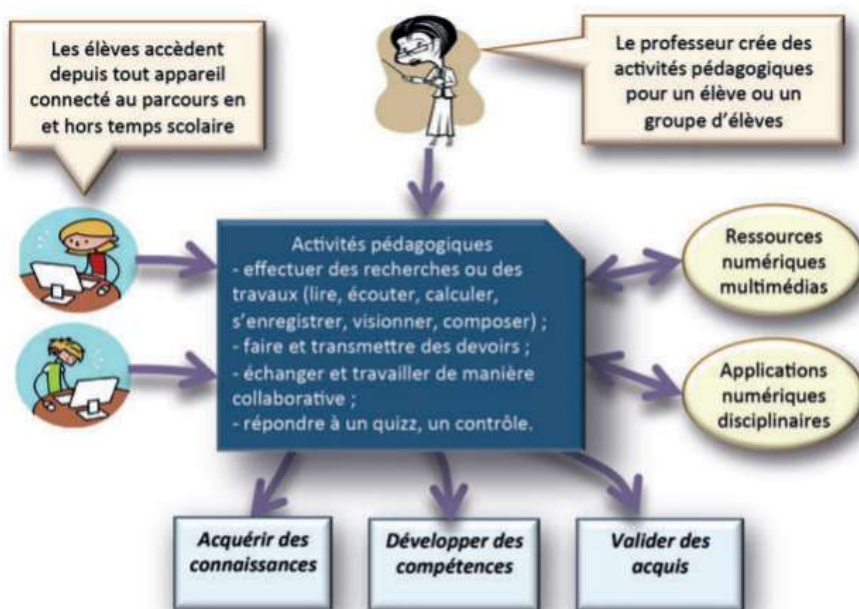 Les élèves accèdent
depuis tout appareil
connecté au parcours en
et hors temps scolaire
Le professeur crée des
activités pédagogiques
pour un élève ou un
groupe d'élèves
Activités pédagogiques
- effectuer des recherches ou des
travaux (lire, écouter, calculer,
s'enregistrer, visionner, composer) ;
- faire et transmettre des devoirs ;
- échanger et travailler de manière
collaborative ;
- répondre à un quizz, un contrôle.
Ressources
numériques
multimédias
Applications
numériques
disciplinaires
Acquérir des
connaissances
Développer des
compétences
Valider des
acquis